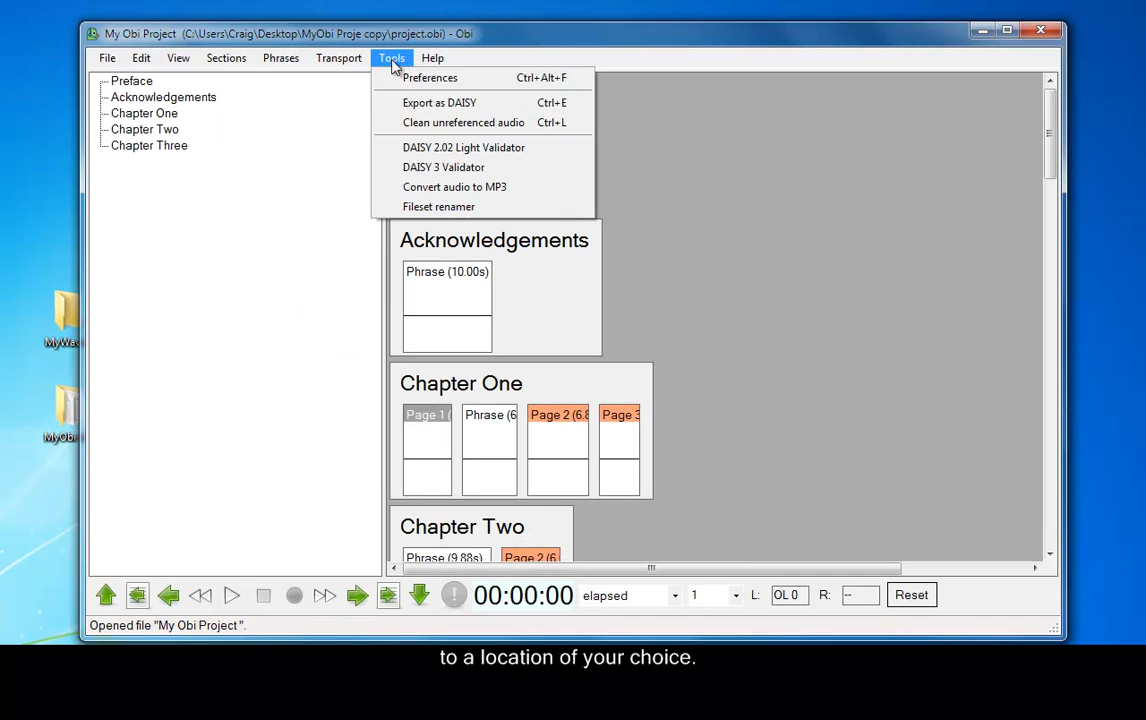 My Obi Project  (C:\Users\Craig\Desktop\MyObi Proje copy\project.obi) - Obi
File Edit View Sections Phrases Transport Tools Help
Preface
Acknowledgements
Chapter One
Chapter Two
Chapter Three
Preferences Ctrl+Alt+F
Export as DAISY Ctrl+E
Clean unreferenced audio Ctrl+L
DAISY 2.02 Light Validator
DAISY 3 Validator
Convert audio to MP3
Fileset renamer
Acknowledgements
Phrase (10.00s)
Chapter One
Page 1 ( Phrase (6 Page 2 (6.8 Page 3
Chapter Two
Phrase (9.88s) Page 2 (6
MyWa
MyObi
00:00:00 elapsed 1 L: OL 0 R: -- Reset
Opened file "My Obi Project ".
to a location of your choice.